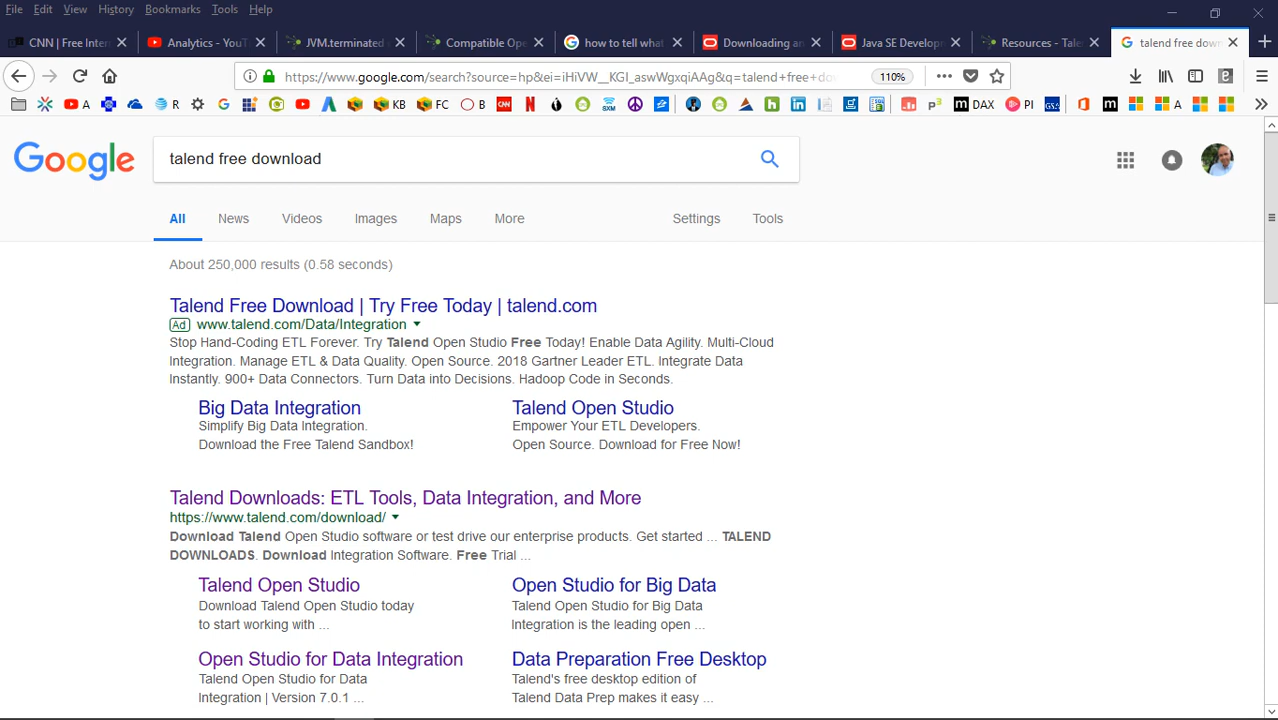 File Edit View History Bookmarks Tools Help
CNN | Free Inter
Analytics - YouT
JVM.terminated
Compatible Ope
how to tell what
Downloading an
Java SE Develop
Resources - Tale
talend free down
https://www.google.com/search?source=hp&ei=iHiVW__KGI_aswWgxqiAAg&q=talend+free+do
110%
A R KB FC B CNN N DAX PI GSA A
Google
talend free download
All News Videos Images Maps More Settings Tools
About 250,000 results (0.58 seconds)
Talend Free Download | Try Free Today | talend.com
Ad www.talend.com/Data/Integration
Stop Hand-Coding ETL Forever. Try Talend Open Studio Free Today! Enable Data Agility. Multi-Cloud
Integration. Manage ETL & Data Quality. Open Source. 2018 Gartner Leader ETL. Integrate Data
Instantly. 900+ Data Connectors. Turn Data into Decisions. Hadoop Code in Seconds.
Big Data Integration
Simplify Big Data Integration.
Download the Free Talend Sandbox!
Talend Open Studio
Empower Your ETL Developers.
Open Source. Download for Free Now!
Talend Downloads: ETL Tools, Data Integration, and More
https://www.talend.com/download/
Download Talend Open Studio software or test drive our enterprise products. Get started ... TALEND
DOWNLOADS. Download Integration Software. Free Trial ...
Talend Open Studio
Download Talend Open Studio today
to start working with ...
Open Studio for Big Data
Talend Open Studio for Big Data
Integration is the leading open ...
Open Studio for Data Integration
Talend Open Studio for Data
Integration | Version 7.0.1 ...
Data Preparation Free Desktop
Talend's free desktop edition of
Talend Data Prep makes it easy ...